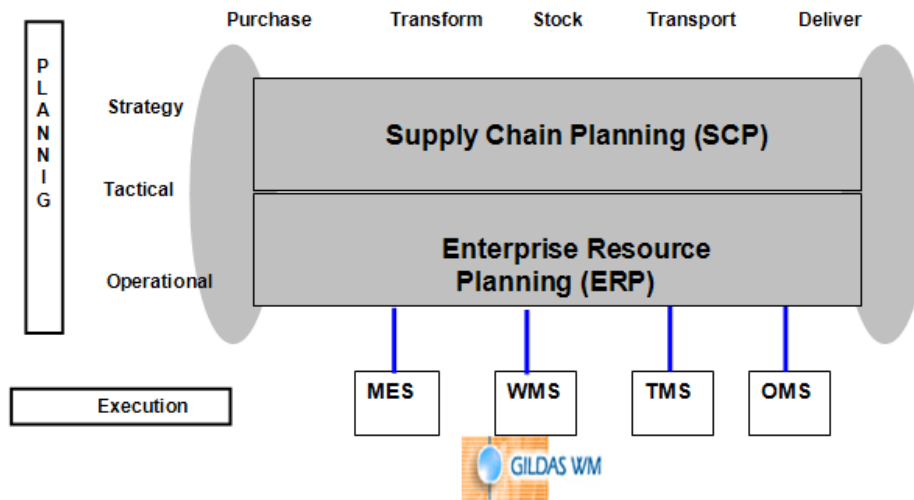 Purchase Transform Stock Transport Deliver
PLANNIG
Strategy
Supply Chain Planning (SCP)
Tactical
Enterprise Resource
Planning (ERP)
Operational
MES WMS TMS OMS
Execution
GILDAS WM